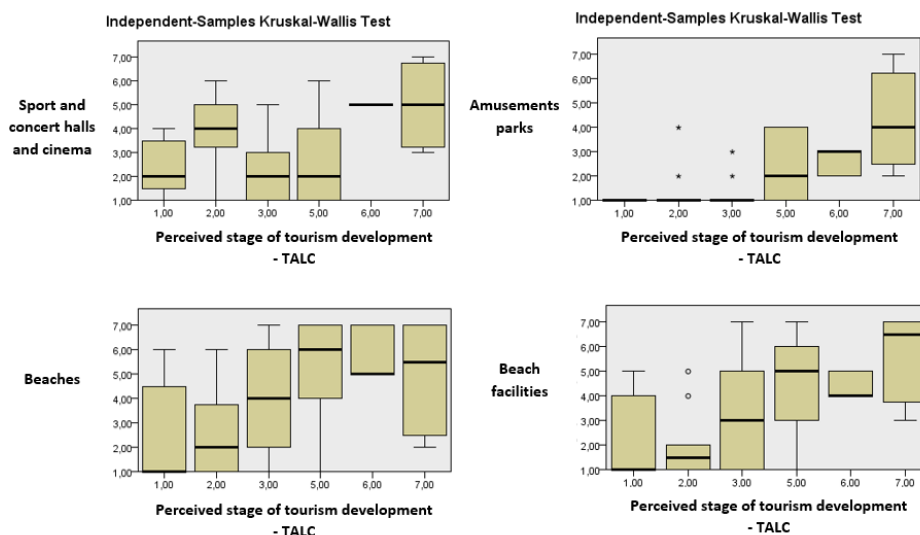 Independent-Samples Kruskal-Wallis Test
Sport and
concert halls
and cinema
7,00
6,00
5,00
4,00
3,00
2,00
1,00
1,00 2,00 3,00 5,00 6,00 7,00
Perceived stage of tourism development
- TALC
Independent-Samples Kruskal-Wallis Test
Amusements
parks
7,00
6,00
5,00
4,00
3,00
2,00
1,00
1,00 2,00 3,00 5,00 6,00 7,00
Perceived stage of tourism development
- TALC
Beaches
7,00
6,00
5,00
4,00
3,00
2,00
1,00
1,00 2,00 3,00 5,00 6,00 7,00
Perceived stage of tourism development
- TALC
Beach
facilities
7,00
6,00
5,00
4,00
3,00
2,00
1,00
1,00 2,00 3,00 5,00 6,00 7,00
Perceived stage of tourism development
- TALC